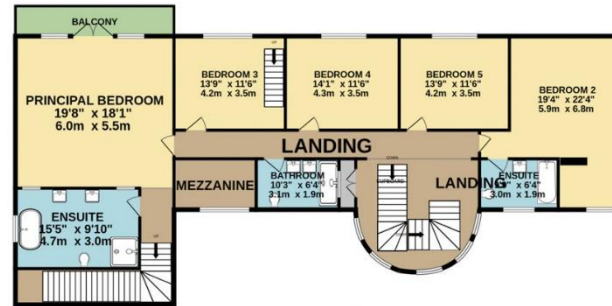 BALCONY
PRINCIPAL BEDROOM
19'8" x 18'1"
6.0m x 5.5m
BEDROOM 3
13'9" x 11'6"
4.2m x 3.5m
UP
BEDROOM 4
14'1" x 11'6"
4.3m x 3.5m
BEDROOM 5
13'9" x 11'6"
4.2m x 3.5m
BEDROOM 2
19'4" x 22'4"
5.9m x 6.8m
LANDING
MEZZANINE
BATHROOM
10'3" x 6'4"
3.1m x 1.9m
DOWN
CUPBOARD
LANDING
ENSUITE
x 6'4"
3.0m x 1.9m
ENSUITE
15'5" x 9'10"
4.7m x 3.0m
UP